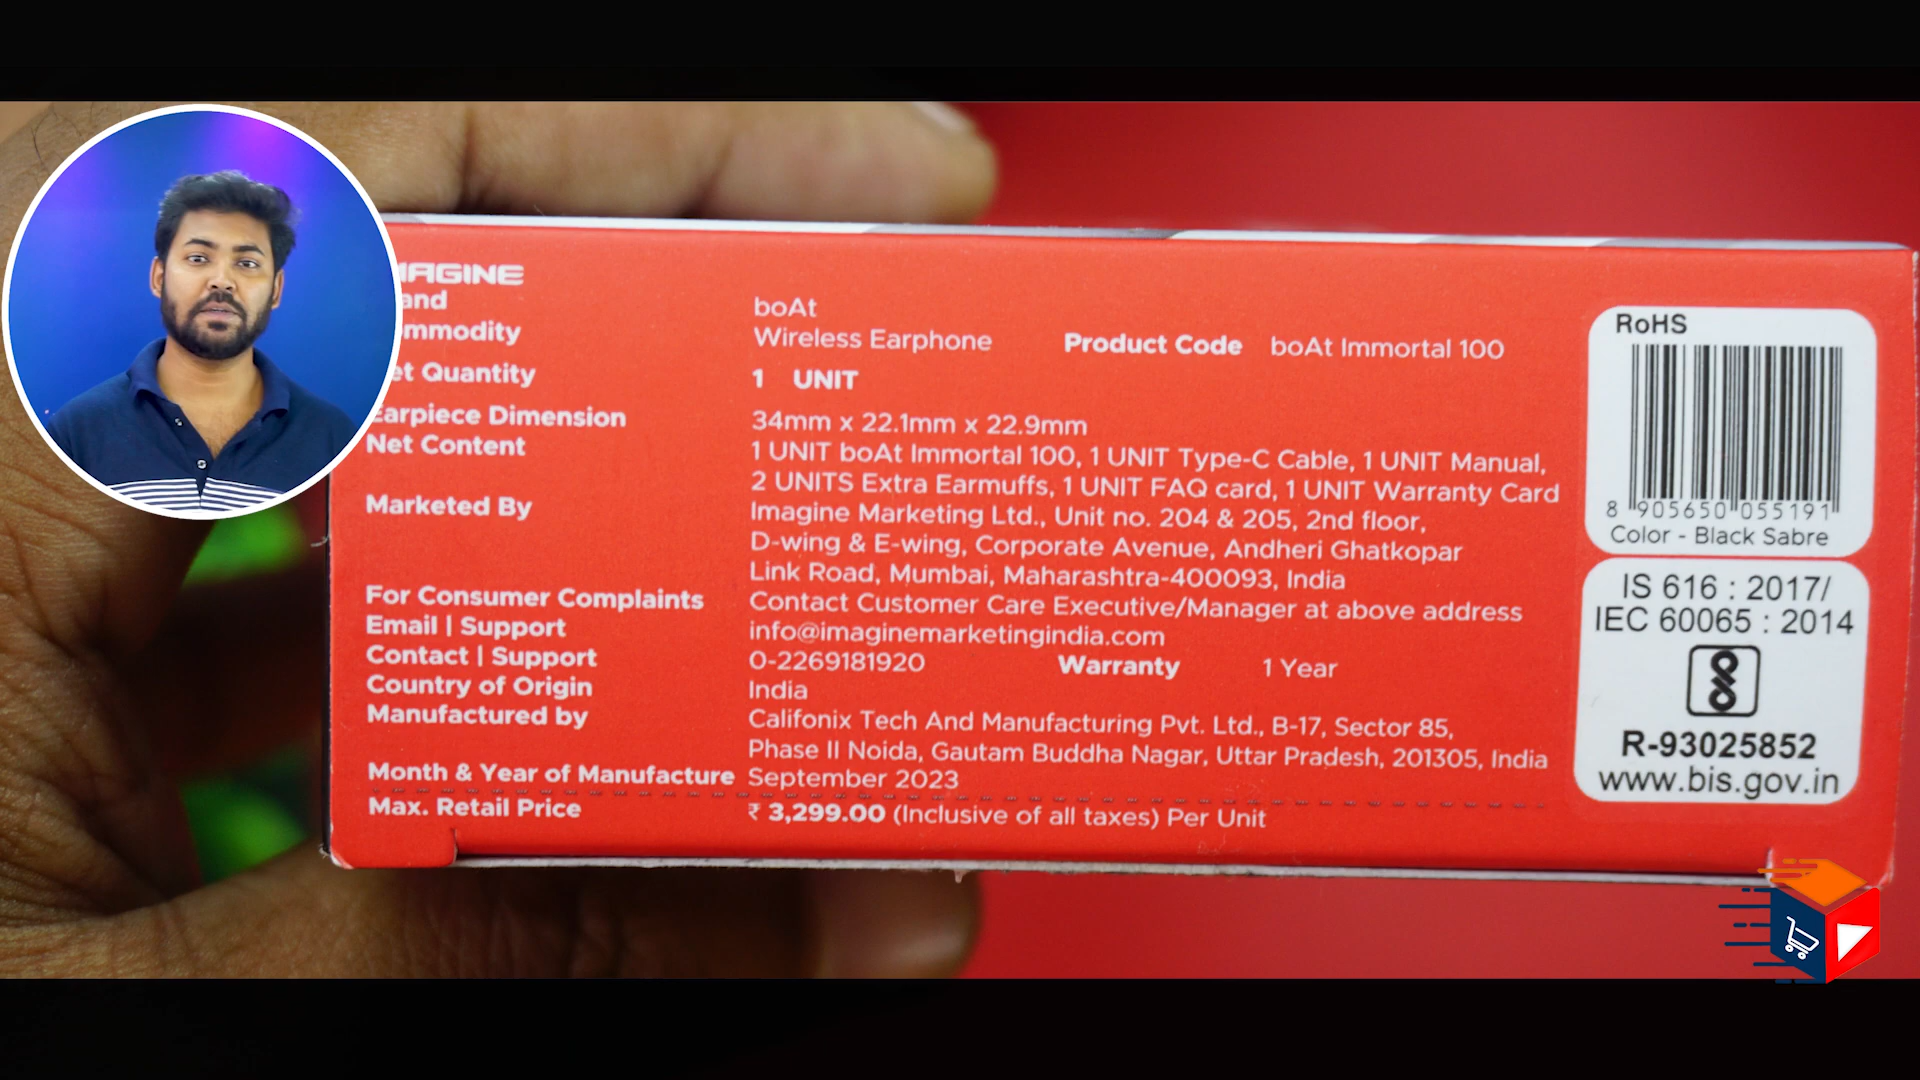 MAGINE
and boAt
mmodity Wireless Earphone Product Code boAt Immortal 100
et Quantity 1 UNIT
Earpiece Dimension 34mm x 22.1mm x 22.9mm
Net Content 1 UNIT boAt Immortal 100, 1 UNIT Type-C Cable, 1 UNIT Manual,
2 UNITS Extra Earmuffs, 1 UNIT FAQ card, 1 UNIT Warranty Card
Marketed By Imagine Marketing Ltd., Unit no. 204 & 205, 2nd floor,
D-wing & E-wing, Corporate Avenue, Andheri Ghatkopar
Link Road, Mumbai, Maharashtra-400093, India
For Consumer Complaints Contact Customer Care Executive/Manager at above address
Email | Support info@imaginemarketingindia.com
Contact | Support 0-2269181920 Warranty 1 Year
Country of Origin India
Manufactured by Califonix Tech And Manufacturing Pvt. Ltd., B-17, Sector 85,
Phase II Noida, Gautam Buddha Nagar, Uttar Pradesh, 201305, India
Month & Year of Manufacture September 2023
Max. Retail Price ₹ 3,299.00 (Inclusive of all taxes) Per Unit
RoHS
8 905650 055191
Color - Black Sabre
IS 616 : 2017/
IEC 60065 : 2014
R-93025852
www.bis.gov.in